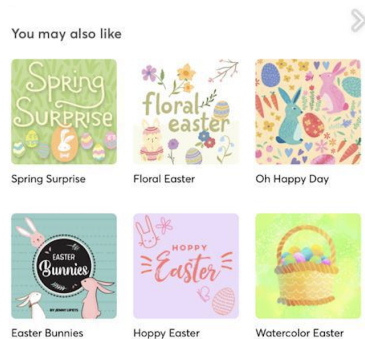 You may also like
Spring
Surprise
floral
easter
Spring Surprise
Floral Easter
Oh Happy Day
EASTER
Bunnies
HOPPY
Easter
Easter Bunnies
Hoppy Easter
Watercolor Easter